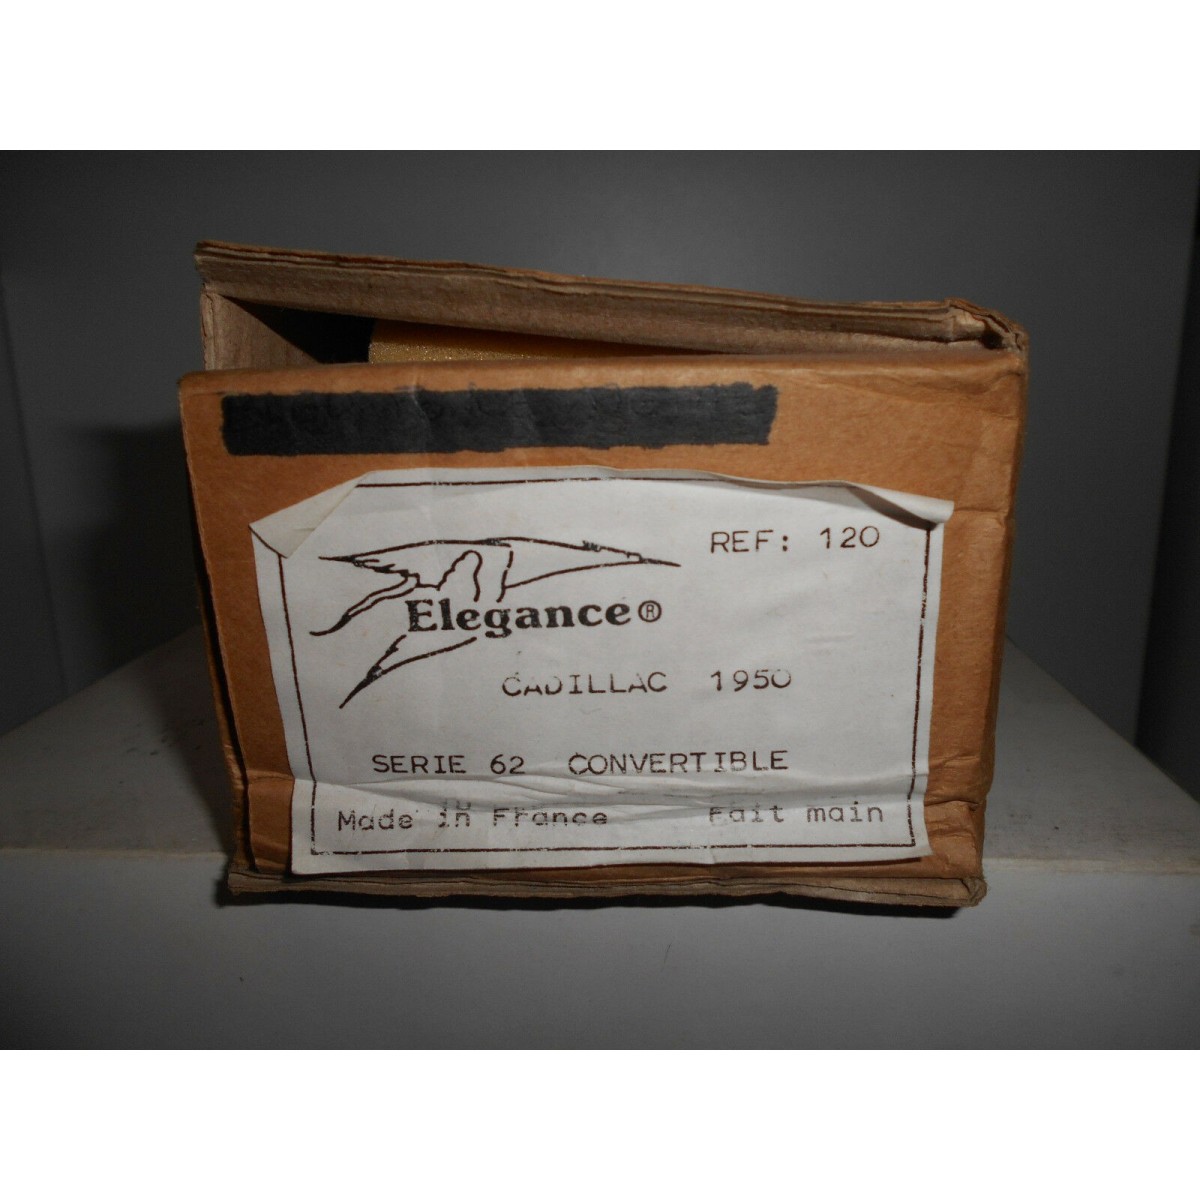 REF: 120
Elegance®
CADILLAC 1950
SERIE 62 CONVERTIBLE
Made in France Fait main